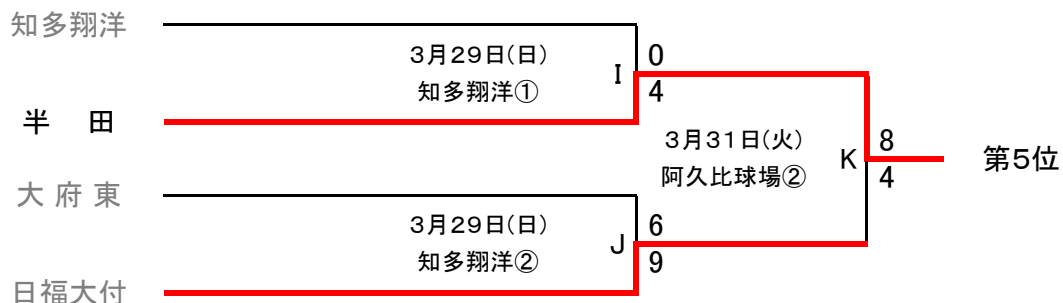 知多翔洋
3月29日(日)
知多翔洋①
I
0
4
半 田
3月31日(火)
阿久比球場②
K
8
4
第5位
大府東
3月29日(日)
知多翔洋②
J
6
9
日福大付